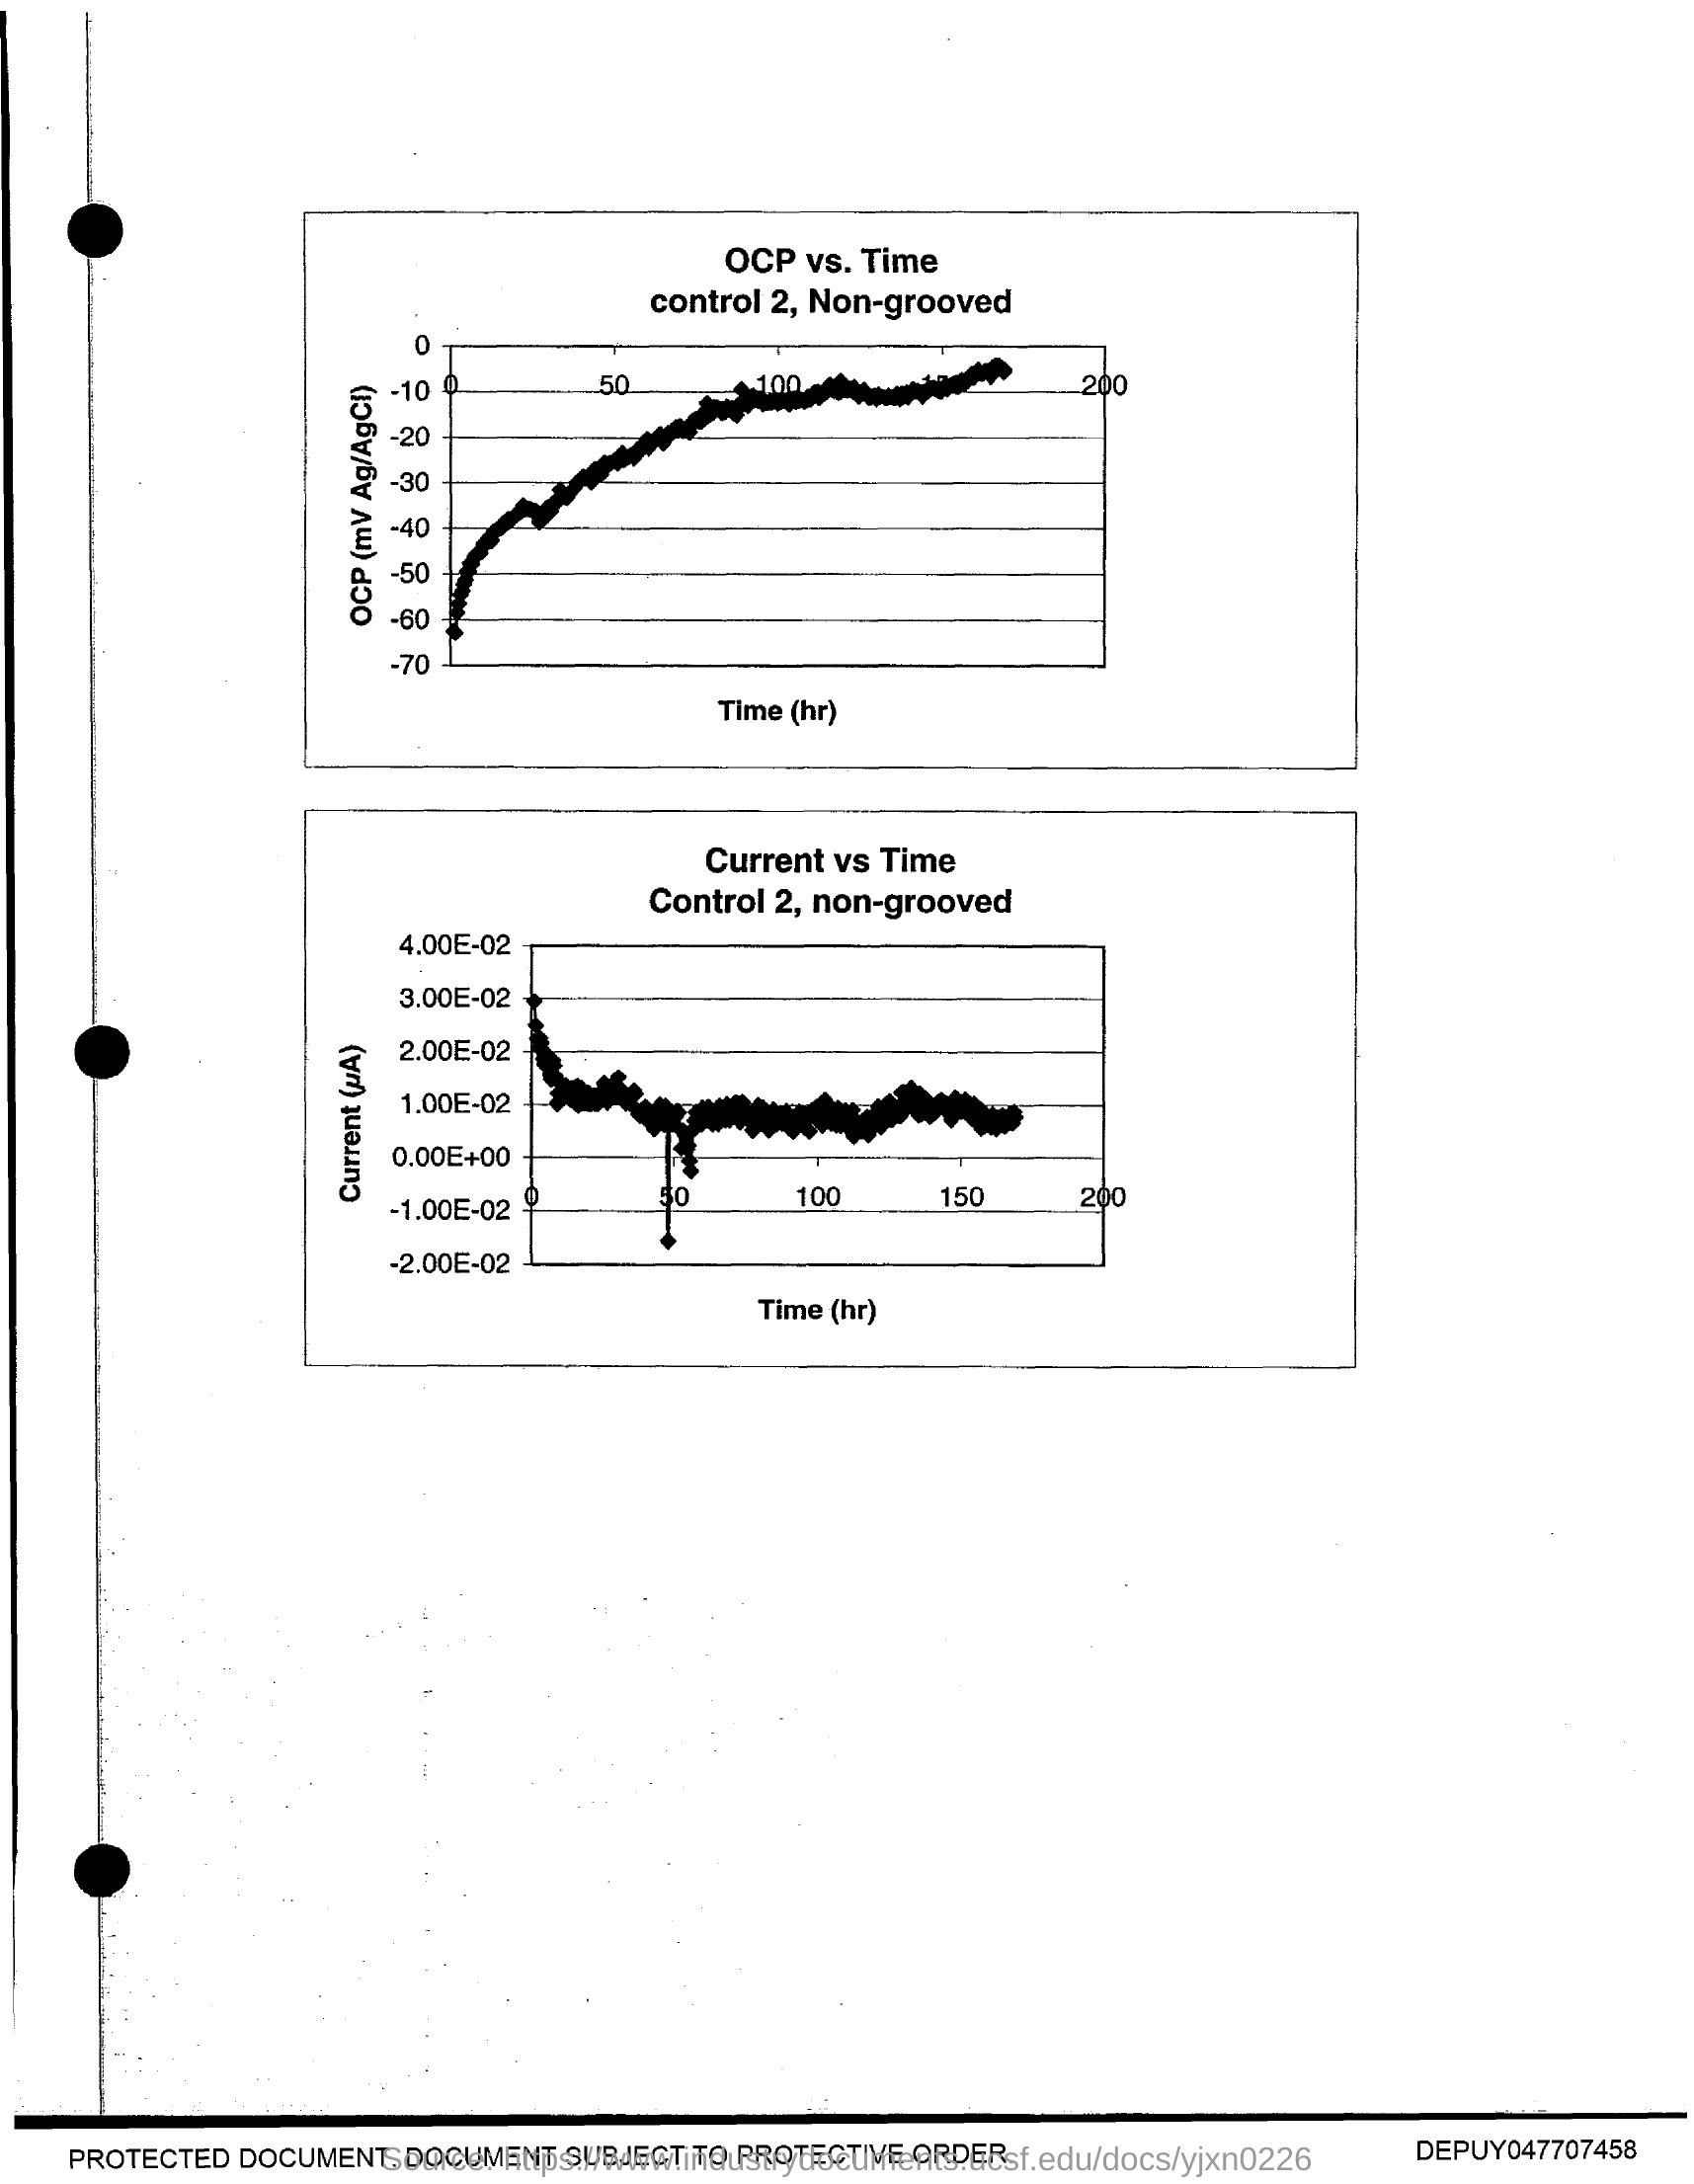 OCP vs. Time
control 2, Non-grooved
0
0 50 100 15 200
-10
-20
-30
-40
-50
-60
-70
OCP (mV Ag/AgCl)
Time (hr)
Current vs Time
Control 2, non-grooved
4.00E-02
3.00E-02
2.00E-02
1.00E-02
0.00E+00
0 50 100 150 200
-1.00E-02
-2.00E-02
Current (µA)
Time (hr)
PROTECTED DOCUMENT. DOCUMENT SUBJECT TO PROTECTIVE ORDER
DEPUY047707458
Source: https://www.industrydocuments.ucsf.edu/docs/yjxn0226